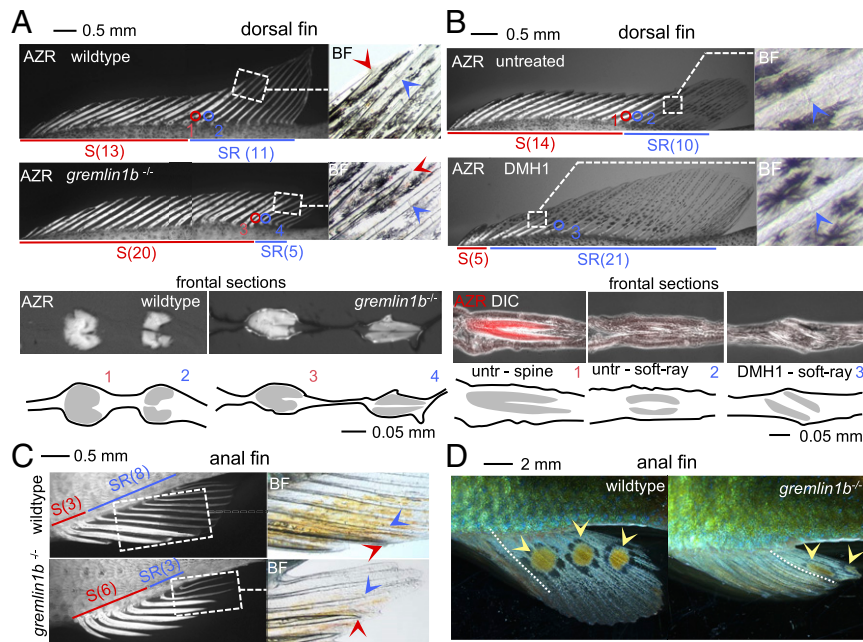 A
0.5 mm
dorsal fin
AZR wildtype
BF
1
2
S(13)
SR (11)
AZR gremlin1b -/-
BF
3
4
S(20)
SR(5)
frontal sections
AZR wildtype
gremlin1b-/-
1
2
3
4
0.05 mm
B
0.5 mm
dorsal fin
AZR untreated
BF
1
2
S(14)
SR(10)
AZR DMH1
BF
3
S(5)
SR(21)
frontal sections
AZR DIC
untr - spine 1
untr - soft-ray 2
DMH1 - soft-ray 3
0.05 mm
C
0.5 mm
anal fin
wildtype
S(3)
SR(8)
BF
gremlin1b -/-
S(6)
SR(3)
BF
D
2 mm
anal fin
wildtype
gremlin1b-/-